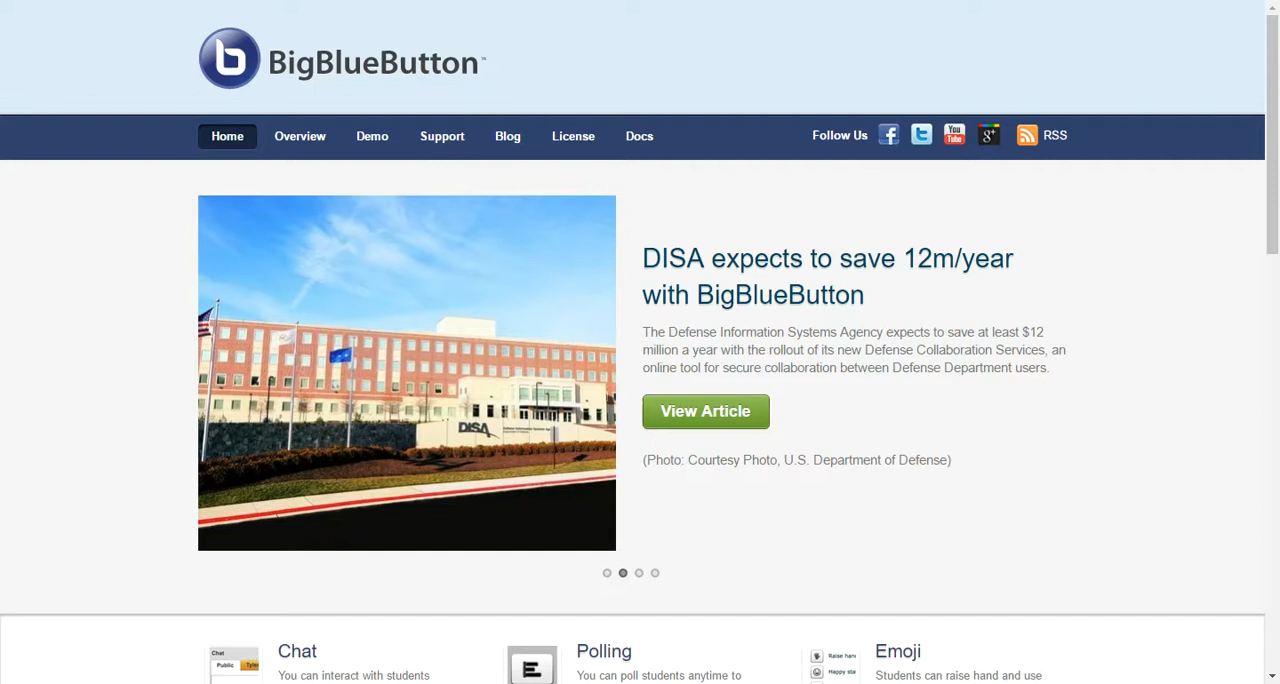 BigBlueButton™
Home Overview Demo Support Blog License Docs Follow Us You Tube g+ RSS
DISA expects to save 12m/year
with BigBlueButton
The Defense Information Systems Agency expects to save at least $12
million a year with the rollout of its new Defense Collaboration Services, an
online tool for secure collaboration between Defense Department users.
View Article
(Photo: Courtesy Photo, U.S. Department of Defense)
DISA
Chat
Public
You can interact with students
Polling
You can poll students anytime to
Raise
Happy
Emoji
Students can raise hand and use